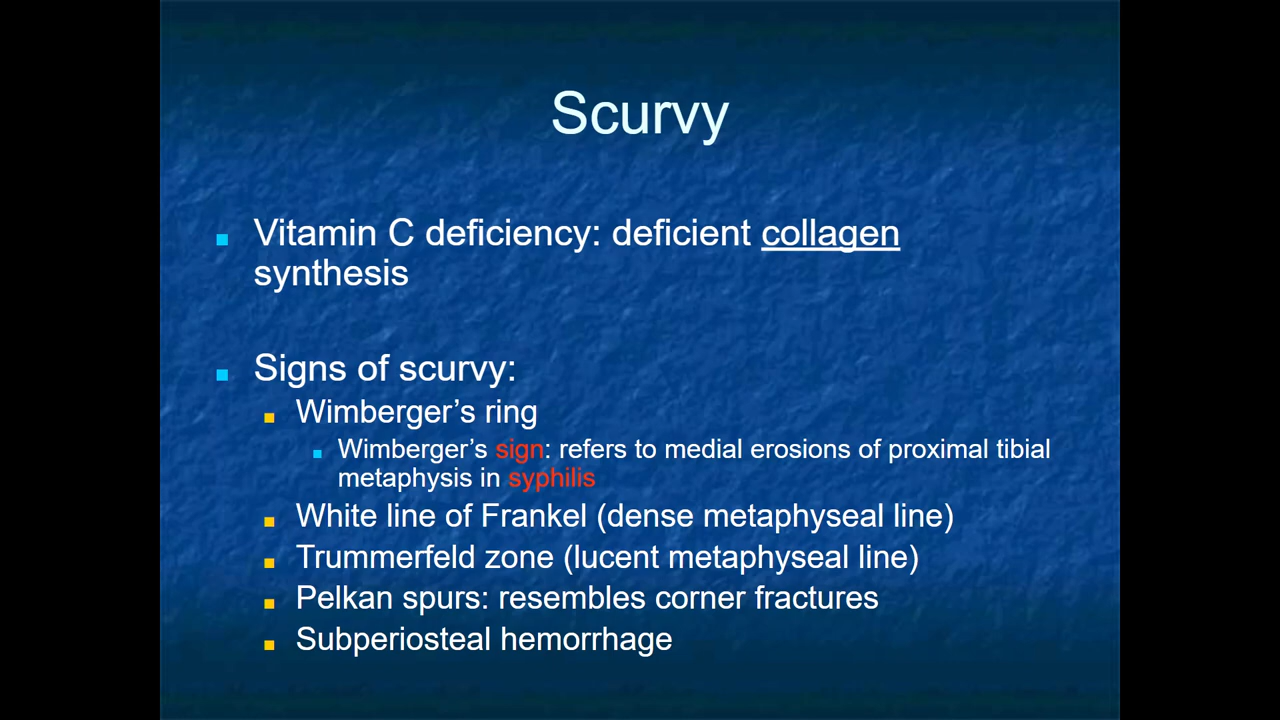 Scurvy
Vitamin C deficiency: deficient collagen
synthesis
Signs of scurvy:
Wimberger’s ring
Wimberger’s sign: refers to medial erosions of proximal tibial
metaphysis in syphilis
White line of Frankel (dense metaphyseal line)
Trummerfeld zone (lucent metaphyseal line)
Pelkan spurs: resembles corner fractures
Subperiosteal hemorrhage